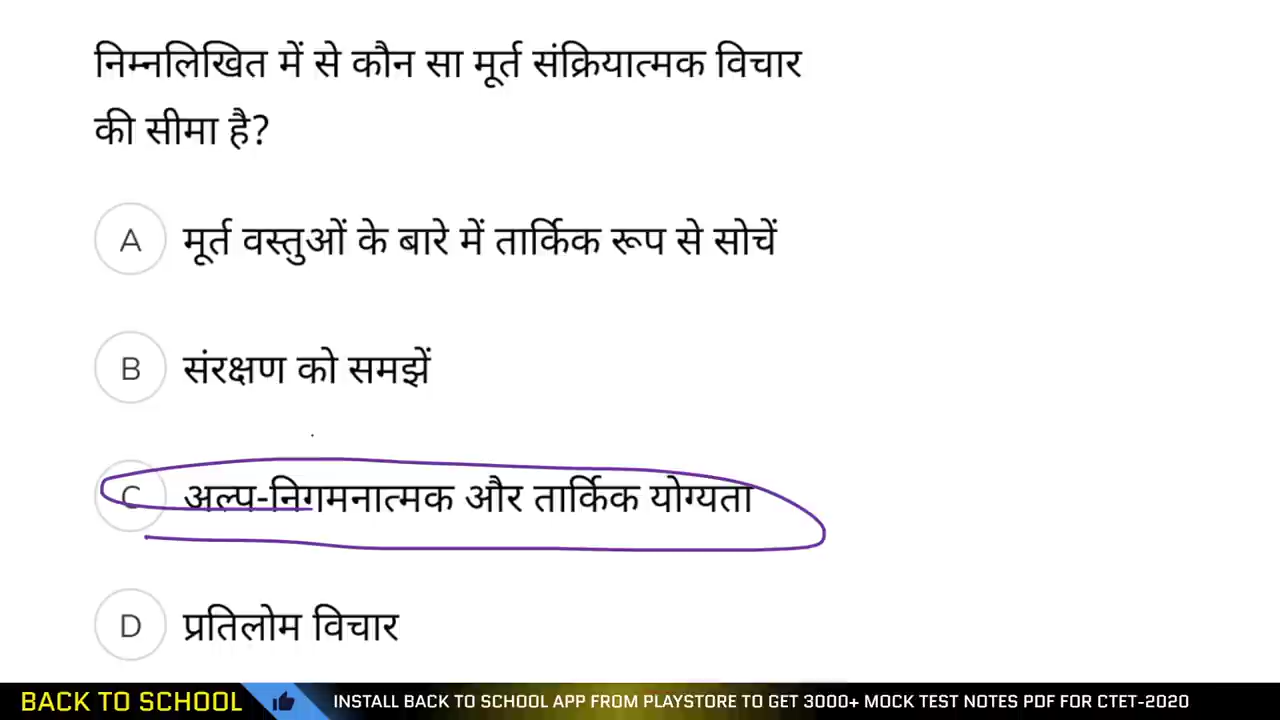 निम्नलिखित में से कौन सा मूर्त संक्रियात्मक विचार
की सीमा है?
A मूर्त वस्तुओं के बारे में तार्किक रूप से सोचें
B संरक्षण को समझें
C अल्प-निगमनात्मक और तार्किक योग्यता
D प्रतिलोम विचार
BACK TO SCHOOL INSTALL BACK TO SCHOOL APP FROM PLAYSTORE TO GET 3000+ MOCK TEST NOTES PDF FOR CTET-2020